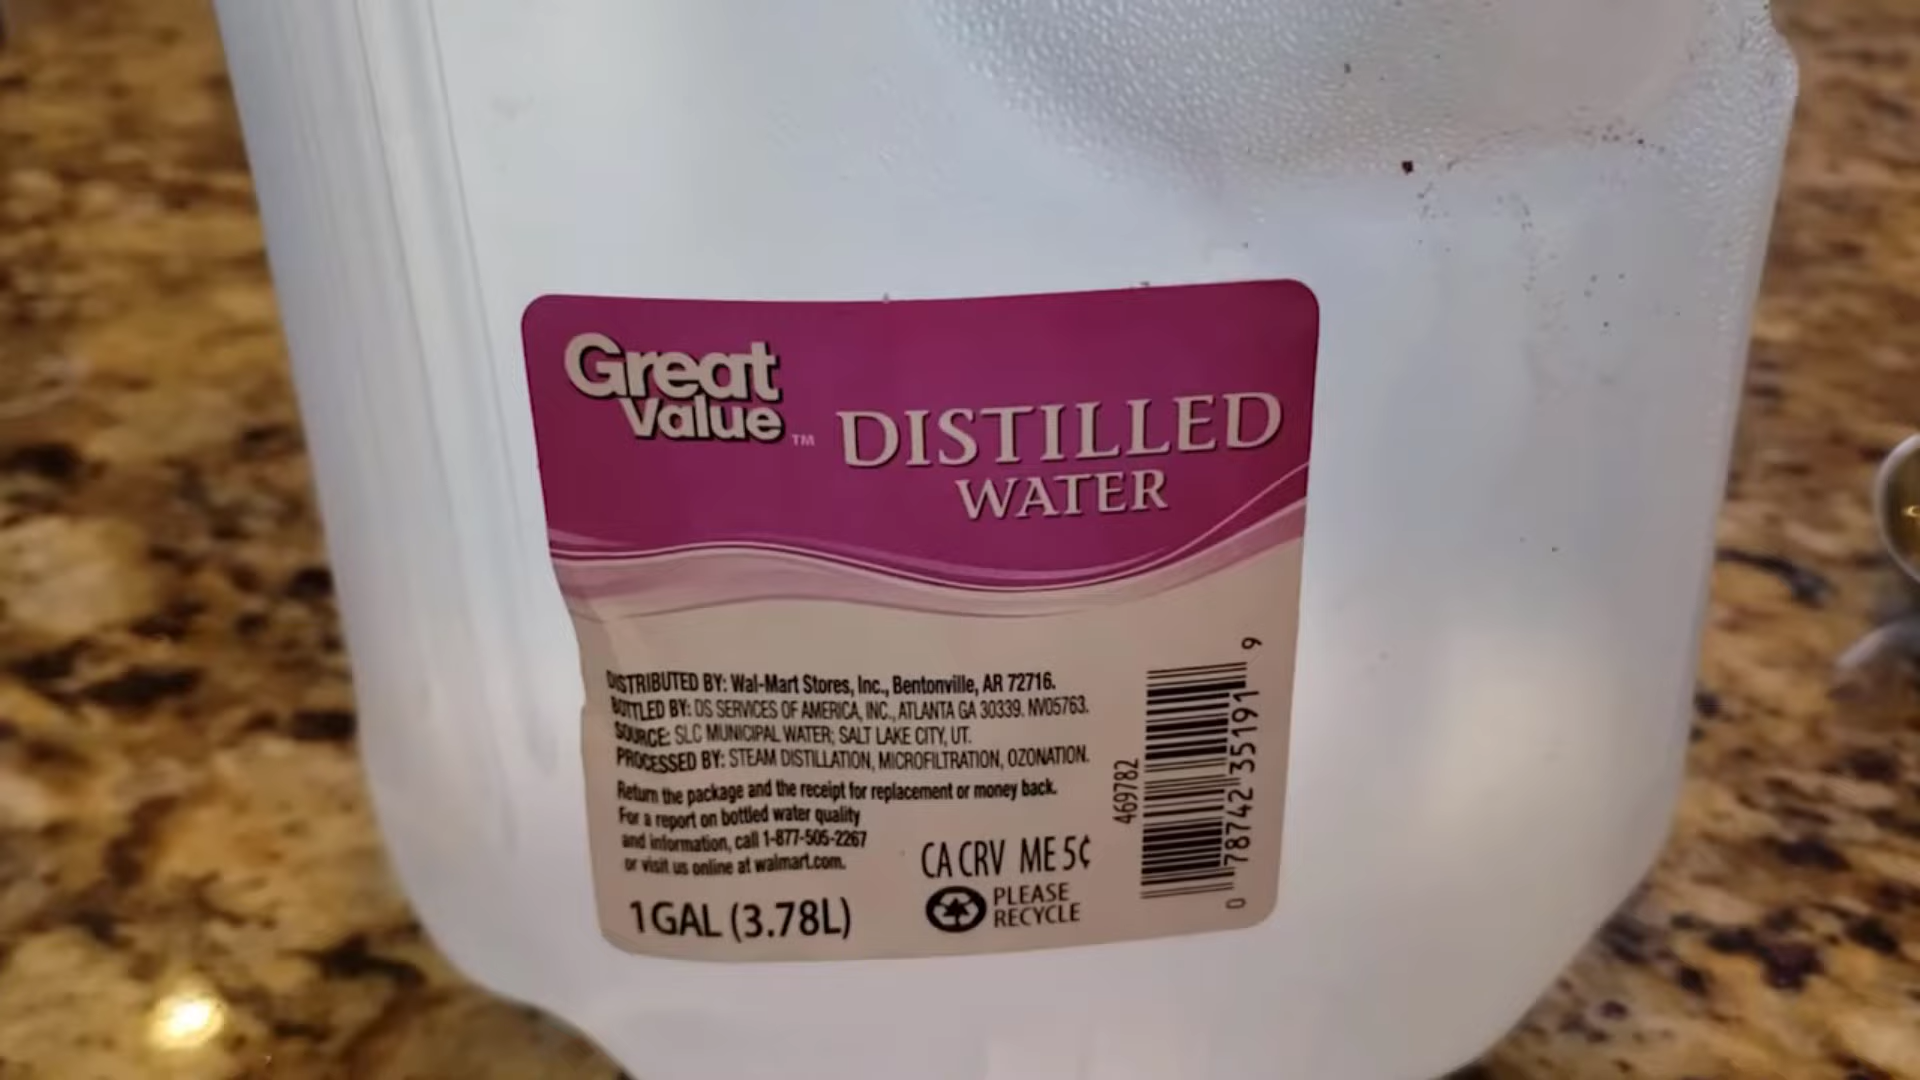 Great
Value™
DISTILLED
WATER
DISTRIBUTED BY: Wal-Mart Stores, Inc., Bentonville, AR 72716.
BOTTLED BY: DS SERVICES OF AMERICA, INC., ATLANTA GA 30339. NV05763.
SOURCE: SLC MUNICIPAL WATER; SALT LAKE CITY, UT.
PROCESSED BY: STEAM DISTILLATION, MICROFILTRATION, OZONATION.
Return the package and the receipt for replacement or money back.
For a report on bottled water quality
and information, call 1-877-505-2267
or visit us online at walmart.com.
1 GAL (3.78L)
CA CRV ME 5¢
PLEASE
RECYCLE
469782
0 78742 35191 9